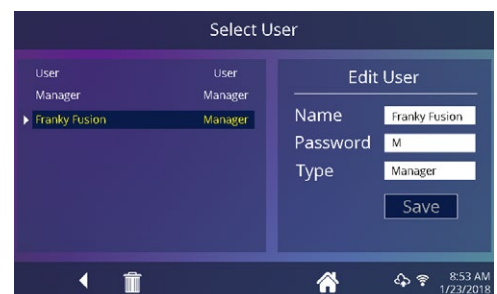 Select User
User User
Manager Manager
Franky Fusion Manager
Edit User
Name Franky Fusion
Password M
Type Manager
Save
8:53 AM
1/23/2018